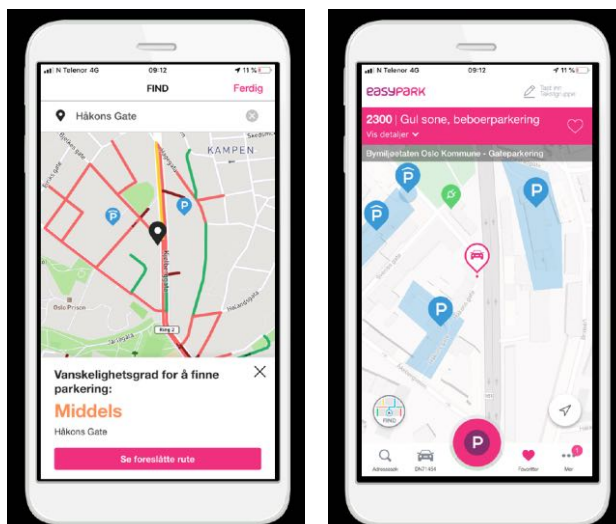 N Telenor 4G 09:12 11 %
FIND Ferdig
Håkons Gate
KAMPEN
Oslo Prison
Ring 2
Vanskelighetsgrad for å finne
parkering:
Middels
Håkons Gate
Se foreslåtte rute
N Telenor 4G 09:12 11 %
easyPARK
2300 | Gul sone, beboerparkering
Vis detaljer
Bymiljøetaten Oslo Kommune - Gateparkering
P
P
P
P
FIND
P
Adressesøk
Favoritter
Mer
1